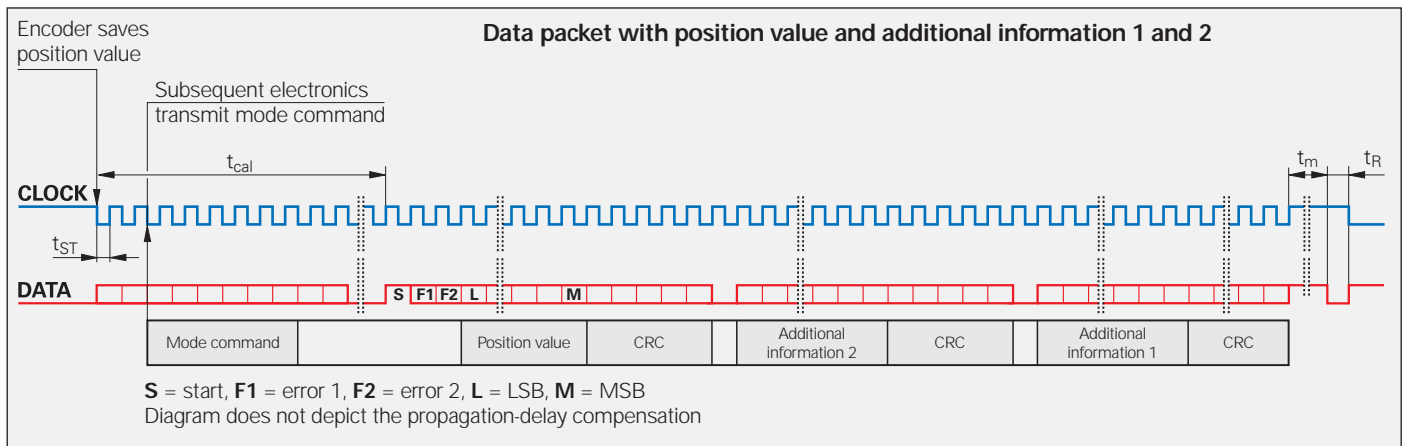 Encoder saves
position value
Data packet with position value and additional information 1 and 2
Subsequent electronics
transmit mode command
tcal
tm
tR
CLOCK
tST
DATA
S F1 F2 L M
Mode command
Position value
CRC
Additional
information 2
CRC
Additional
information 1
CRC
S = start, F1 = error 1, F2 = error 2, L = LSB, M = MSB
Diagram does not depict the propagation-delay compensation